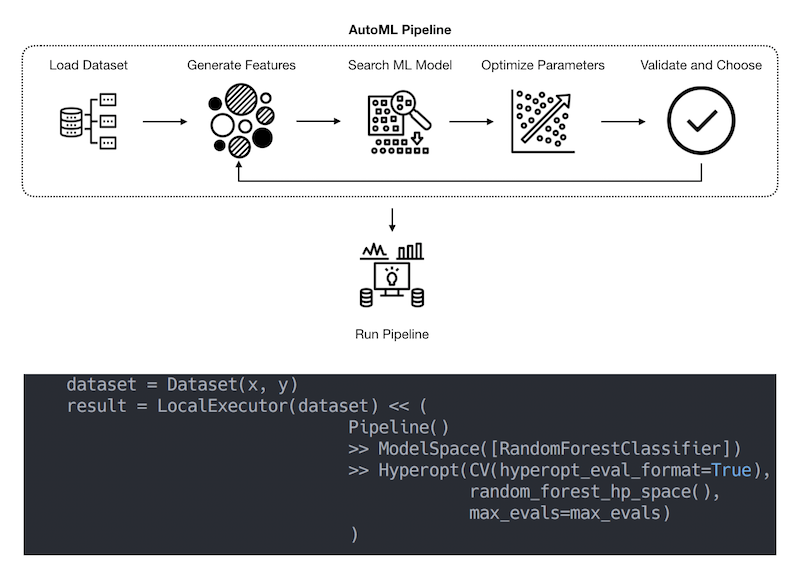 AutoML Pipeline
Load Dataset
Generate Features
Search ML Model
Optimize Parameters
Validate and Choose
Run Pipeline
dataset = Dataset(x, y)
result = LocalExecutor(dataset) << (
Pipeline()
>> ModelSpace([RandomForestClassifier])
>> Hyperopt(CV(hyperopt_eval_format=True),
random_forest_hp_space(),
max_evals=max_evals)
)